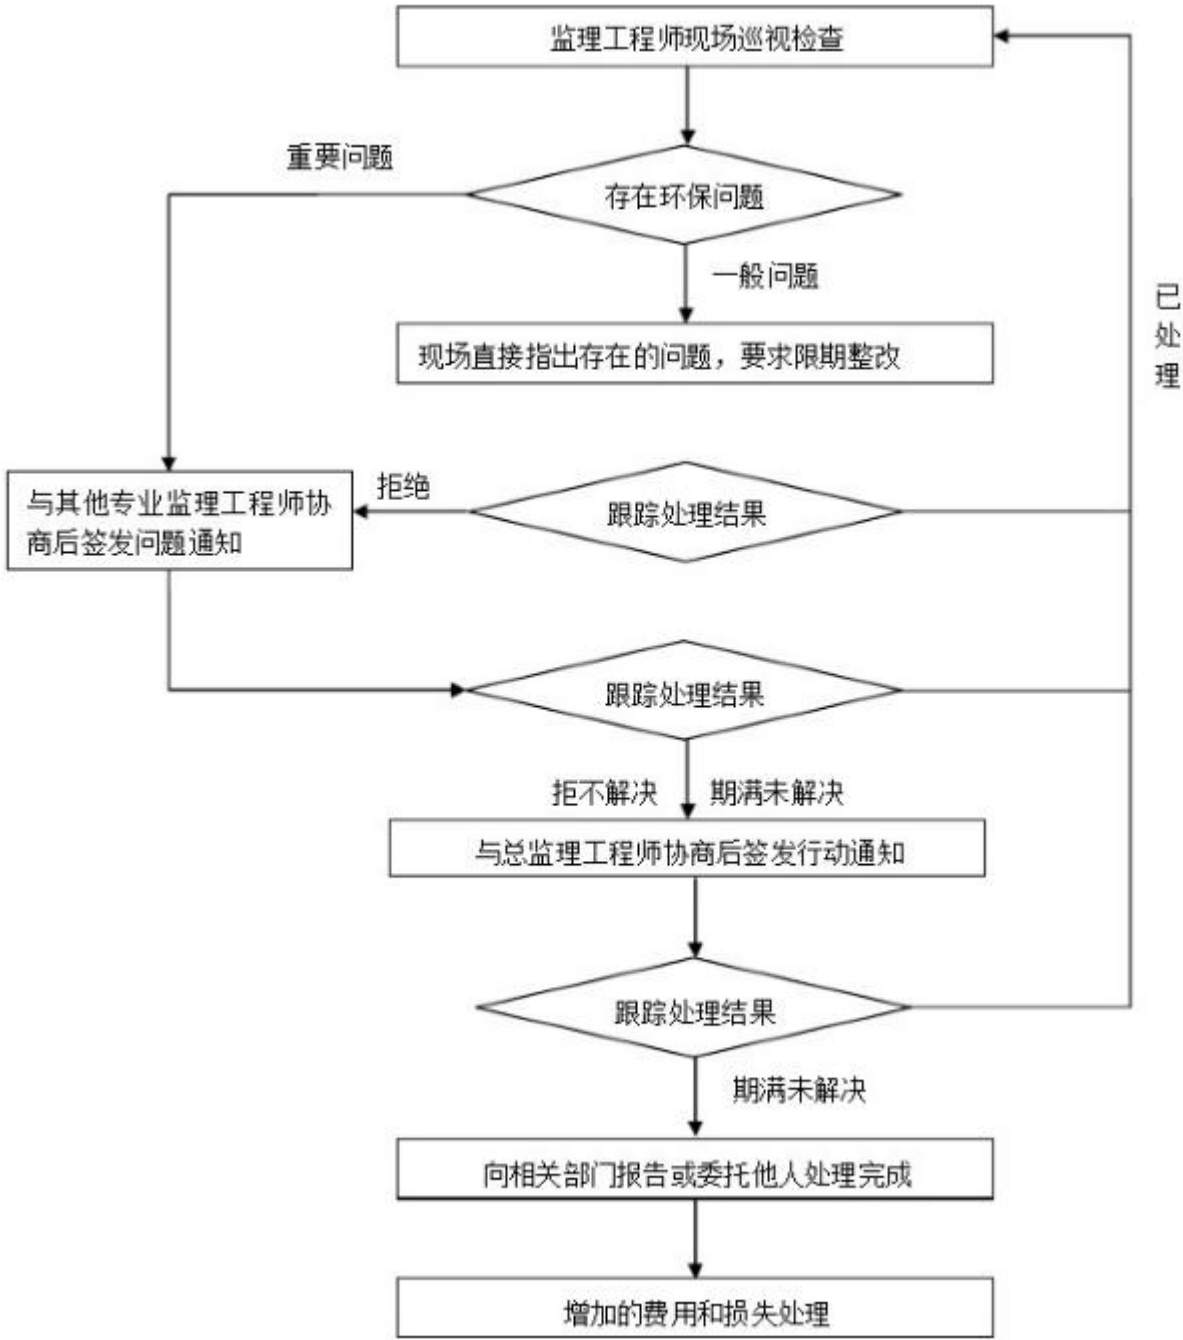 监理工程师现场巡视检查
重要问题
存在环保问题
一般问题
已
处
理
现场直接指出存在的问题，要求限期整改
与其他专业监理工程师协
商后签发问题通知
拒绝
跟踪处理结果
跟踪处理结果
拒不解决
期满未解决
与总监理工程师协商后签发行动通知
跟踪处理结果
期满未解决
向相关部门报告或委托他人处理完成
增加的费用和损失处理